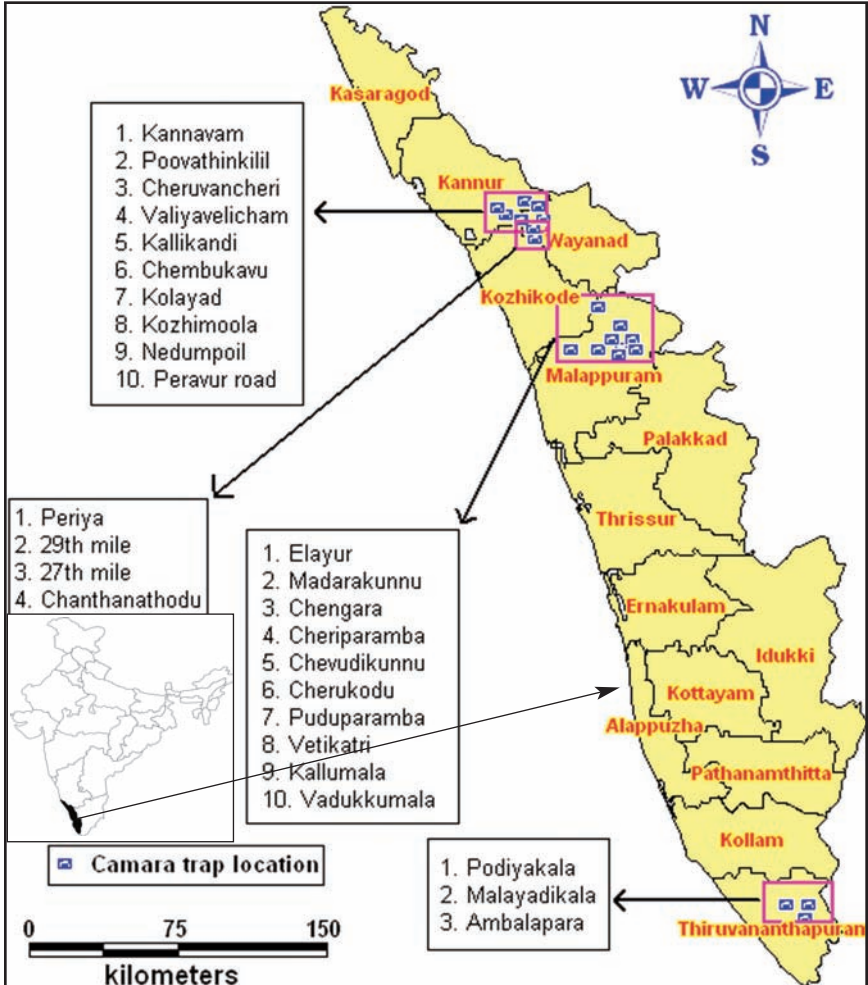 N
W E
S
Kasaragod
1. Kannavam
2. Poovathinkilil
3. Cheruvancheri
4. Valiyavelicham
5. Kallikandi
6. Chembukavu
7. Kolayad
8. Kozhimoola
9. Nedumpoil
10. Peravur road
Kannur
Wayanad
Kozhikode
Malappuram
Palakkad
Thrissur
1. Periya
2. 29th mile
3. 27th mile
4. Chanthanathodu
1. Elayur
2. Madarakunnu
3. Chengara
4. Cheriparamba
5. Chevudikunnu
6. Cherukodu
7. Puduparamba
8. Vetikatri
9. Kallumala
10. Vadukkumala
Ernakulam
Idukki
Kottayam
Alappuzha
Pathanamthitta
Kollam
Camara trap location
1. Podiyakala
2. Malayadikala
3. Ambalapara
Thiruvananthapuran
0 75 150
kilometers